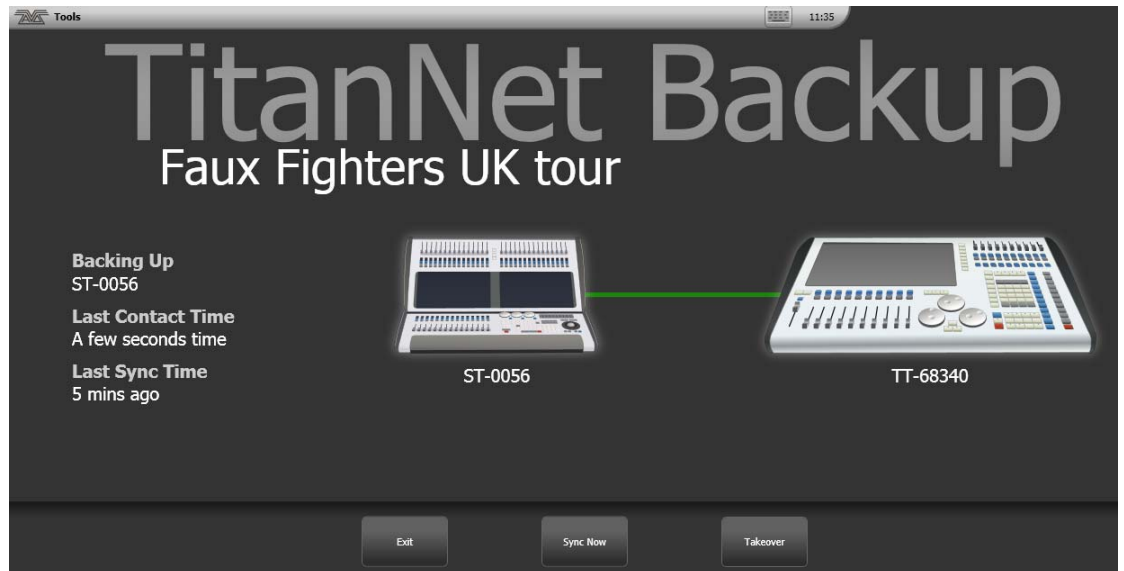 Tools
11:35
TitanNet Backup
Faux Fighters UK tour
Backing Up
ST-0056
Last Contact Time
A few seconds time
Last Sync Time
5 mins ago
ST-0056
TT-68340
Exit
Sync Now
Takeover